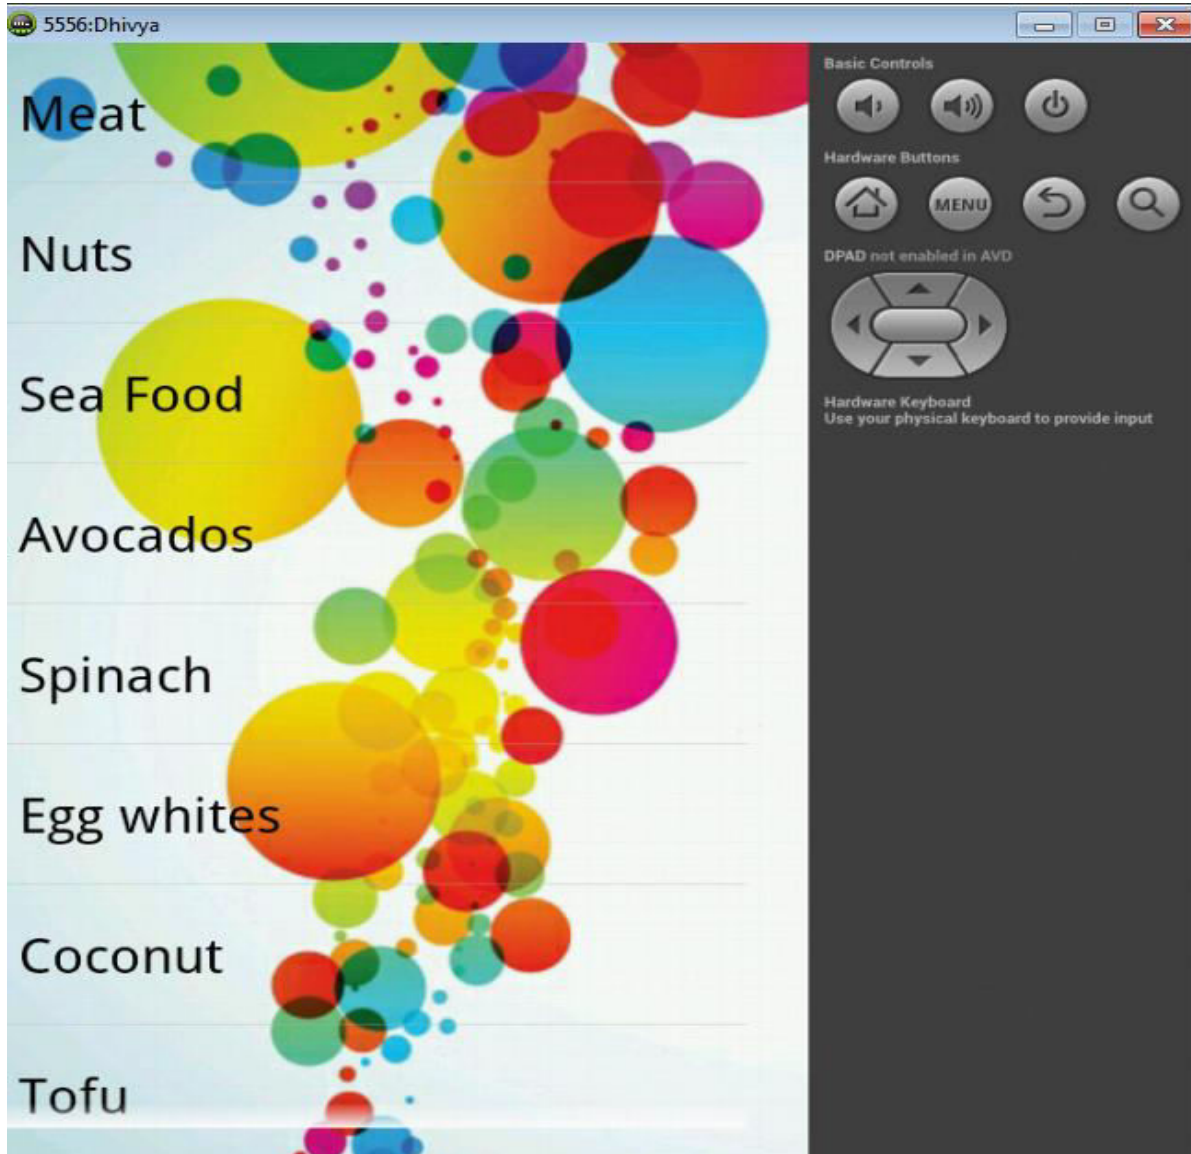 5556:Dhivya
Meat
Nuts
Sea Food
Avocados
Spinach
Egg whites
Coconut
Tofu
Basic Controls
Hardware Buttons
MENU
DPAD not enabled in AVD
Hardware Keyboard
Use your physical keyboard to provide input